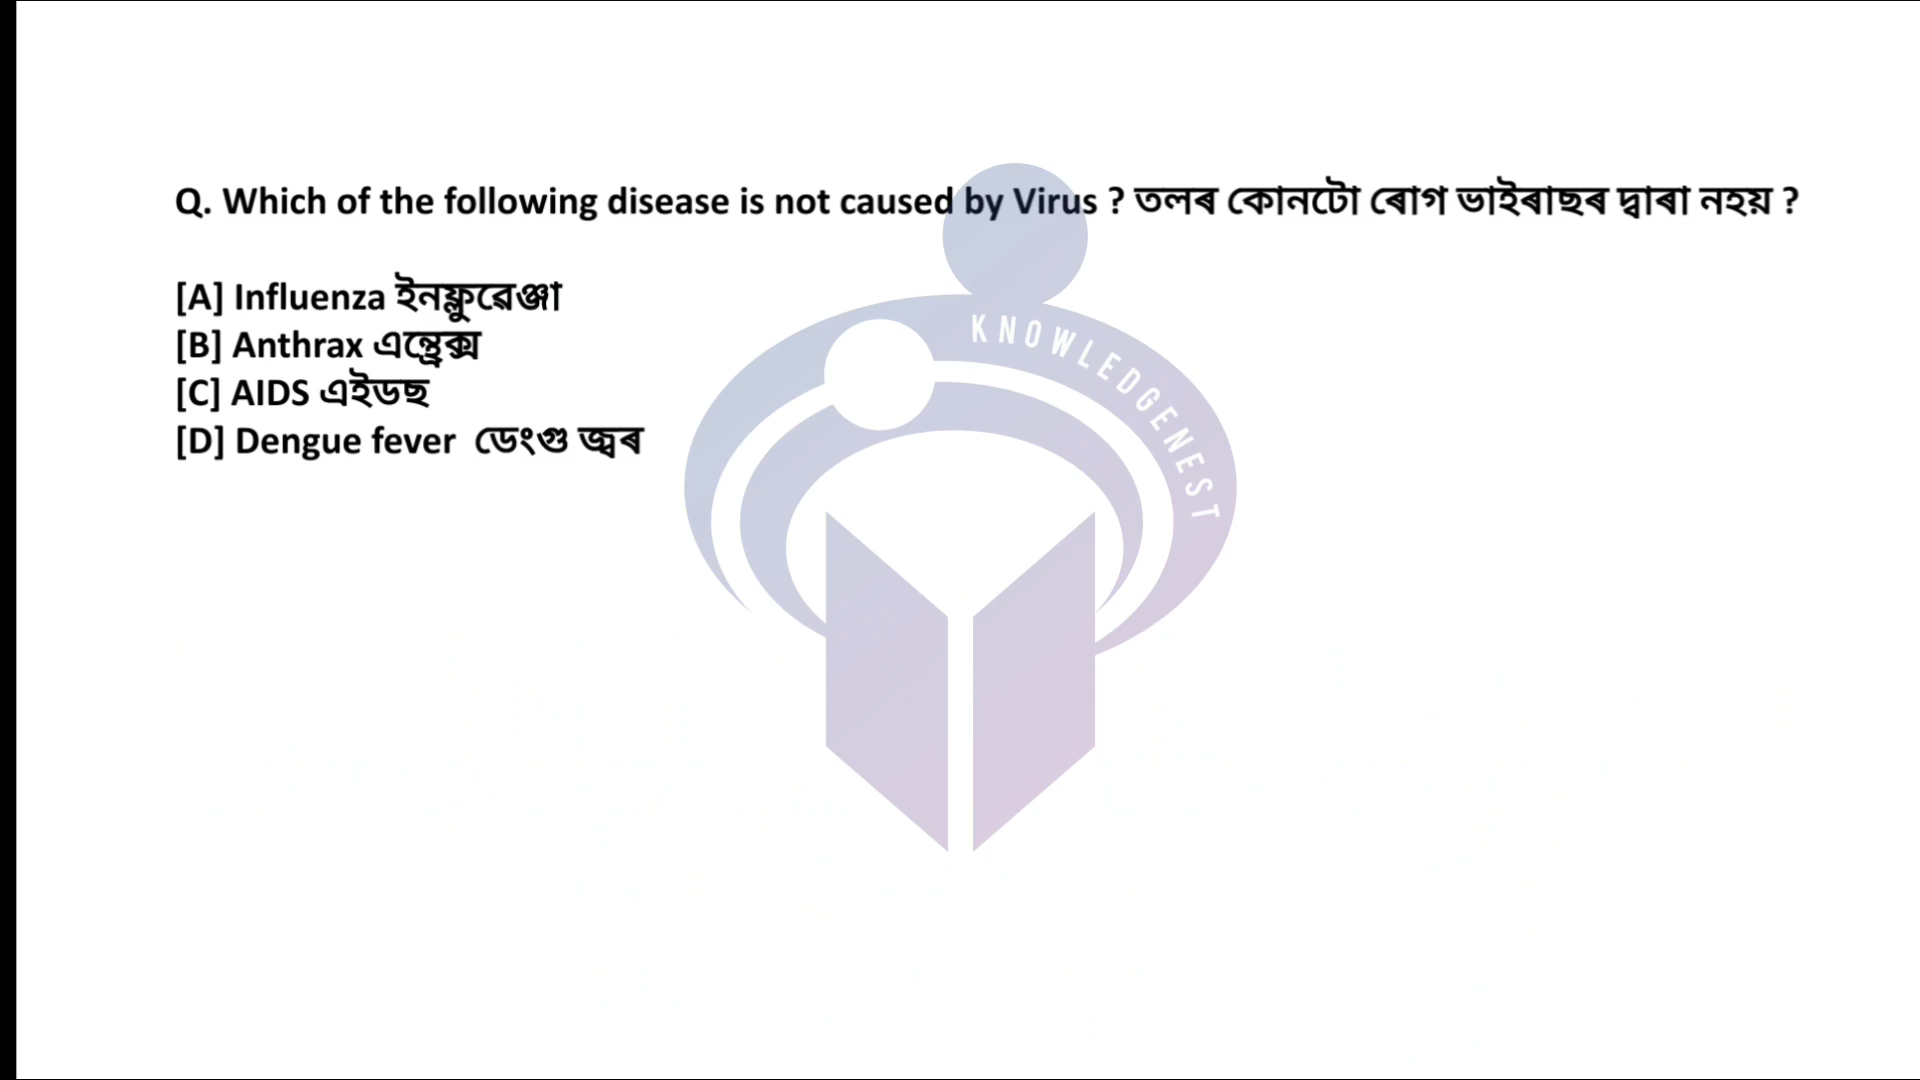 Q. Which of the following disease is not caused by Virus ? তলৰ কোনটো ৰোগ ভাইৰাছৰ দ্বাৰা নহয় ?
[A] Influenza ইনফ্লুৱেঞ্জা
[B] Anthrax এন্থ্ৰেক্স
[C] AIDS এইডছ
[D] Dengue fever ডেংগু জ্বৰ
KNOWLEDGENEST